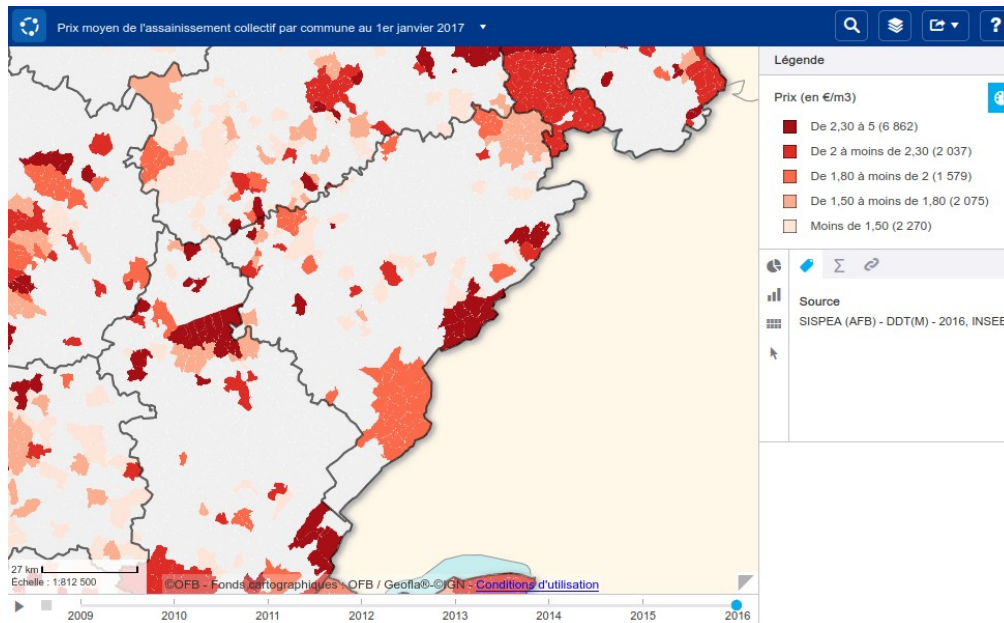 Prix moyen de l'assainissement collectif par commune au 1er janvier 2017
?
Légende
Prix (en €/m3)
De 2,30 à 5 (6 862)
De 2 à moins de 2,30 (2 037)
De 1,80 à moins de 2 (1 579)
De 1,50 à moins de 1,80 (2 075)
Moins de 1,50 (2 270)
Σ
Source
SISPEA (AFB) - DDT(M) - 2016, INSEE
27 km
Échelle : 1:812 500
©OFB - Fonds cartographiques : OFB / Geofla®-©IGN - Conditions d'utilisation
2009 2010 2011 2012 2013 2014 2015 2016